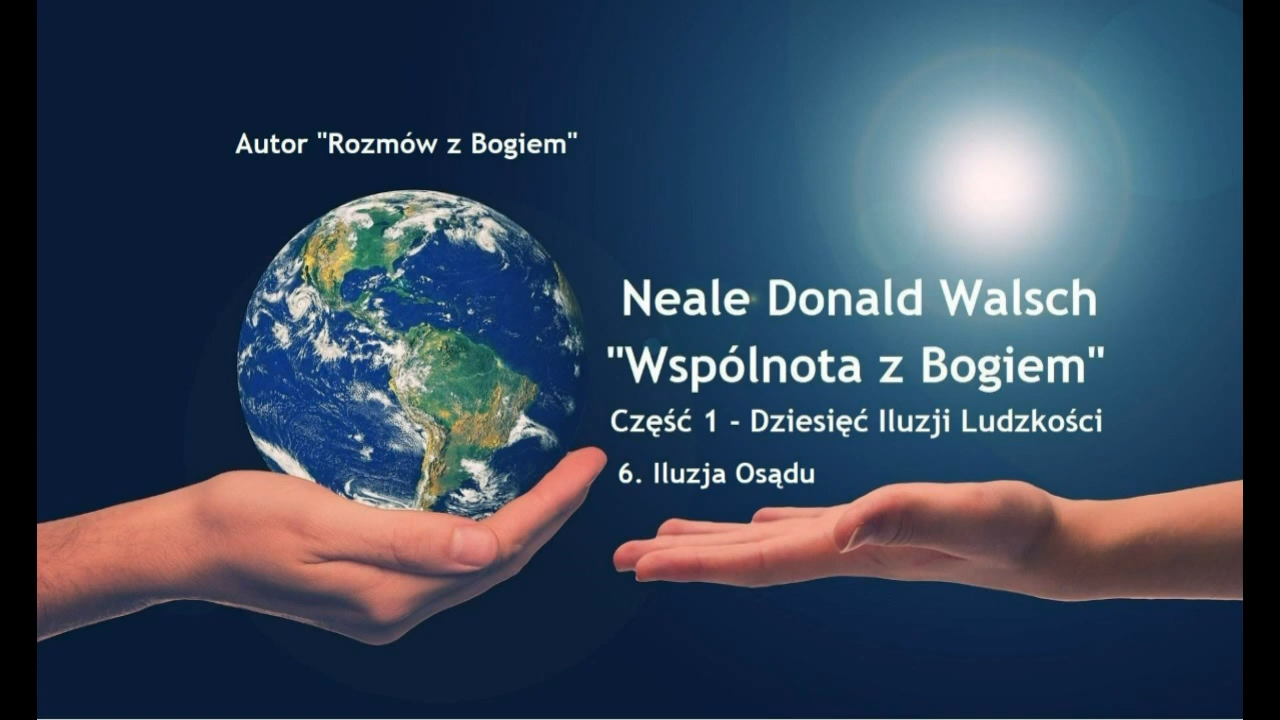 Autor "Rozmów z Bogiem"
Neale Donald Walsch
"Wspólnota z Bogiem"
Część 1 - Dziesięć Iluzji Ludzkości
6. Iluzja Osądu